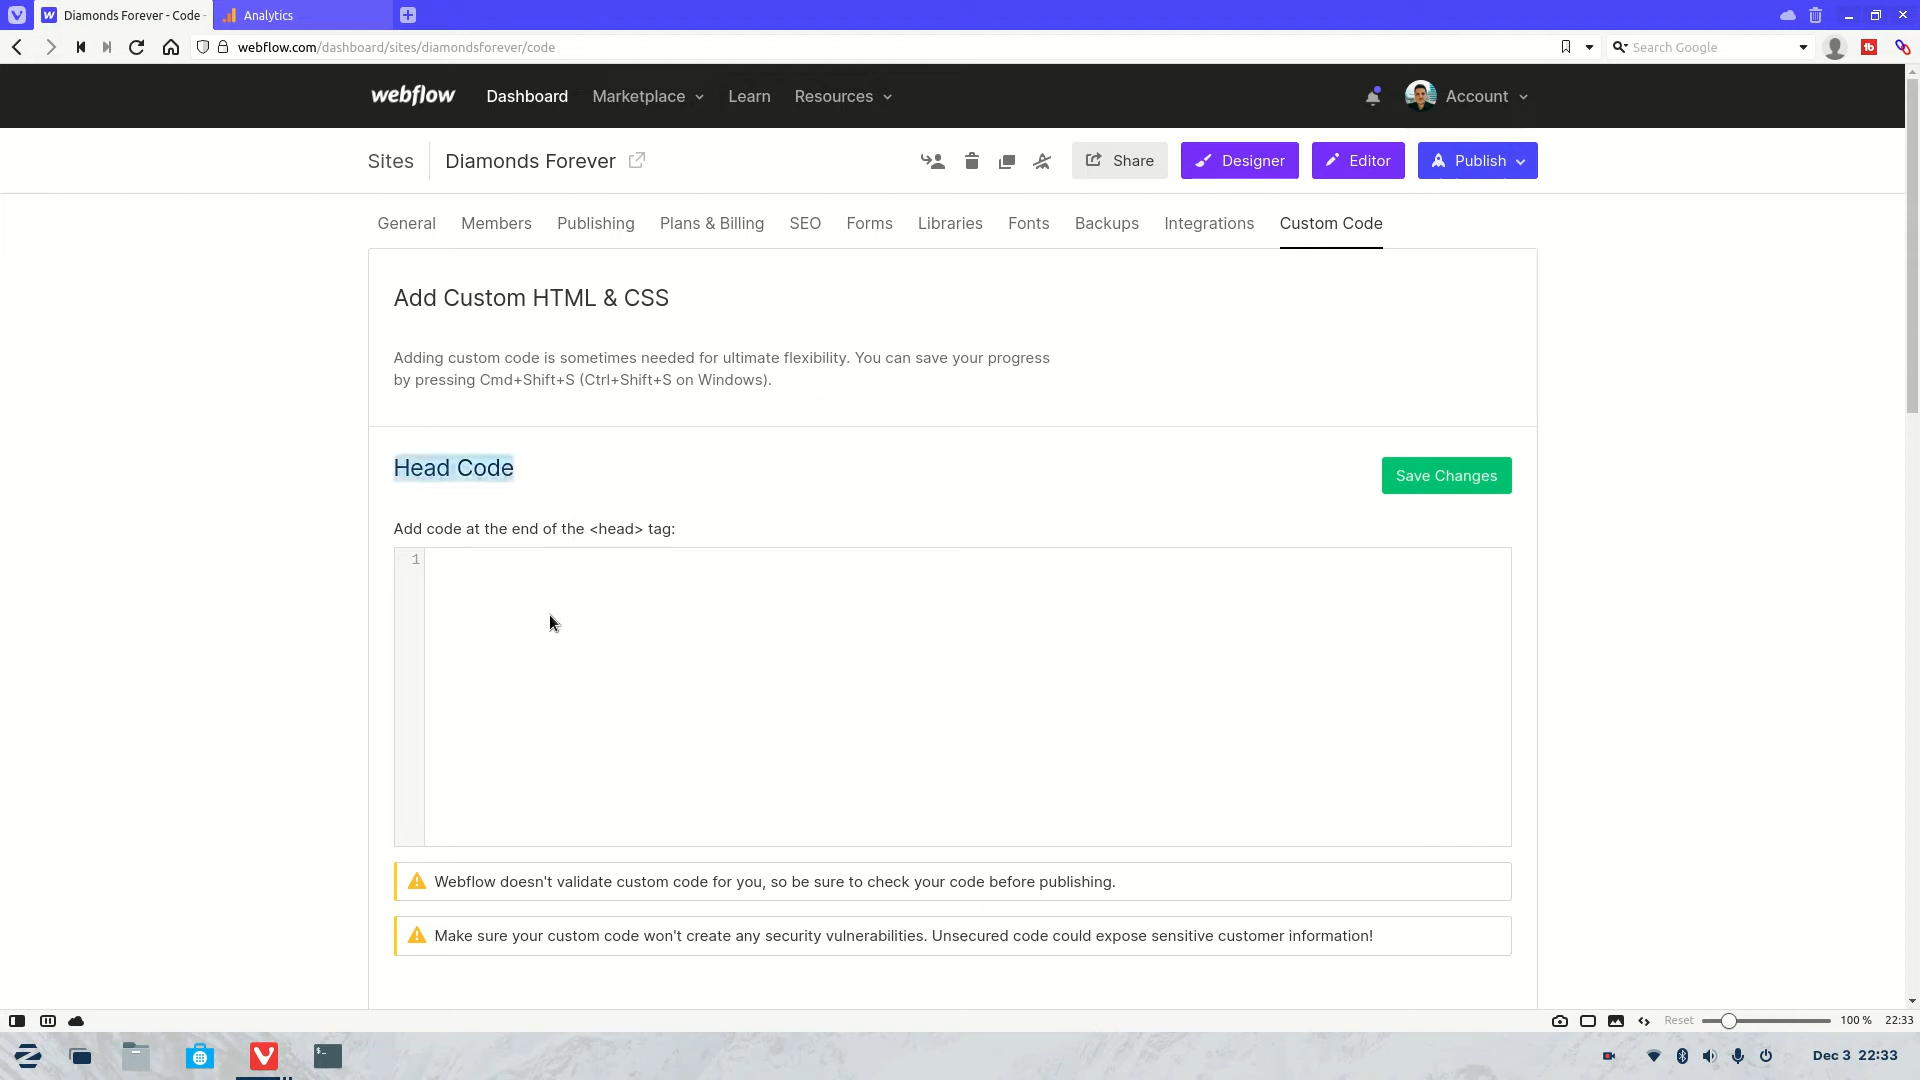 Diamonds Forever - Code -
Analytics
webflow.com/dashboard/sites/diamondsforever/code
Search Google
webflow
Dashboard
Marketplace
Learn
Resources
Account
Sites
Diamonds Forever
Share
Designer
Editor
Publish
General
Members
Publishing
Plans & Billing
SEO
Forms
Libraries
Fonts
Backups
Integrations
Custom Code
Add Custom HTML & CSS
Adding custom code is sometimes needed for ultimate flexibility. You can save your progress
by pressing Cmd+Shift+S (Ctrl+Shift+S on Windows).
Head Code
Save Changes
Add code at the end of the <head> tag:
1
Webflow doesn't validate custom code for you, so be sure to check your code before publishing.
Make sure your custom code won't create any security vulnerabilities. Unsecured code could expose sensitive customer information!
Reset
100 %
22:33
Dec 3 22:33